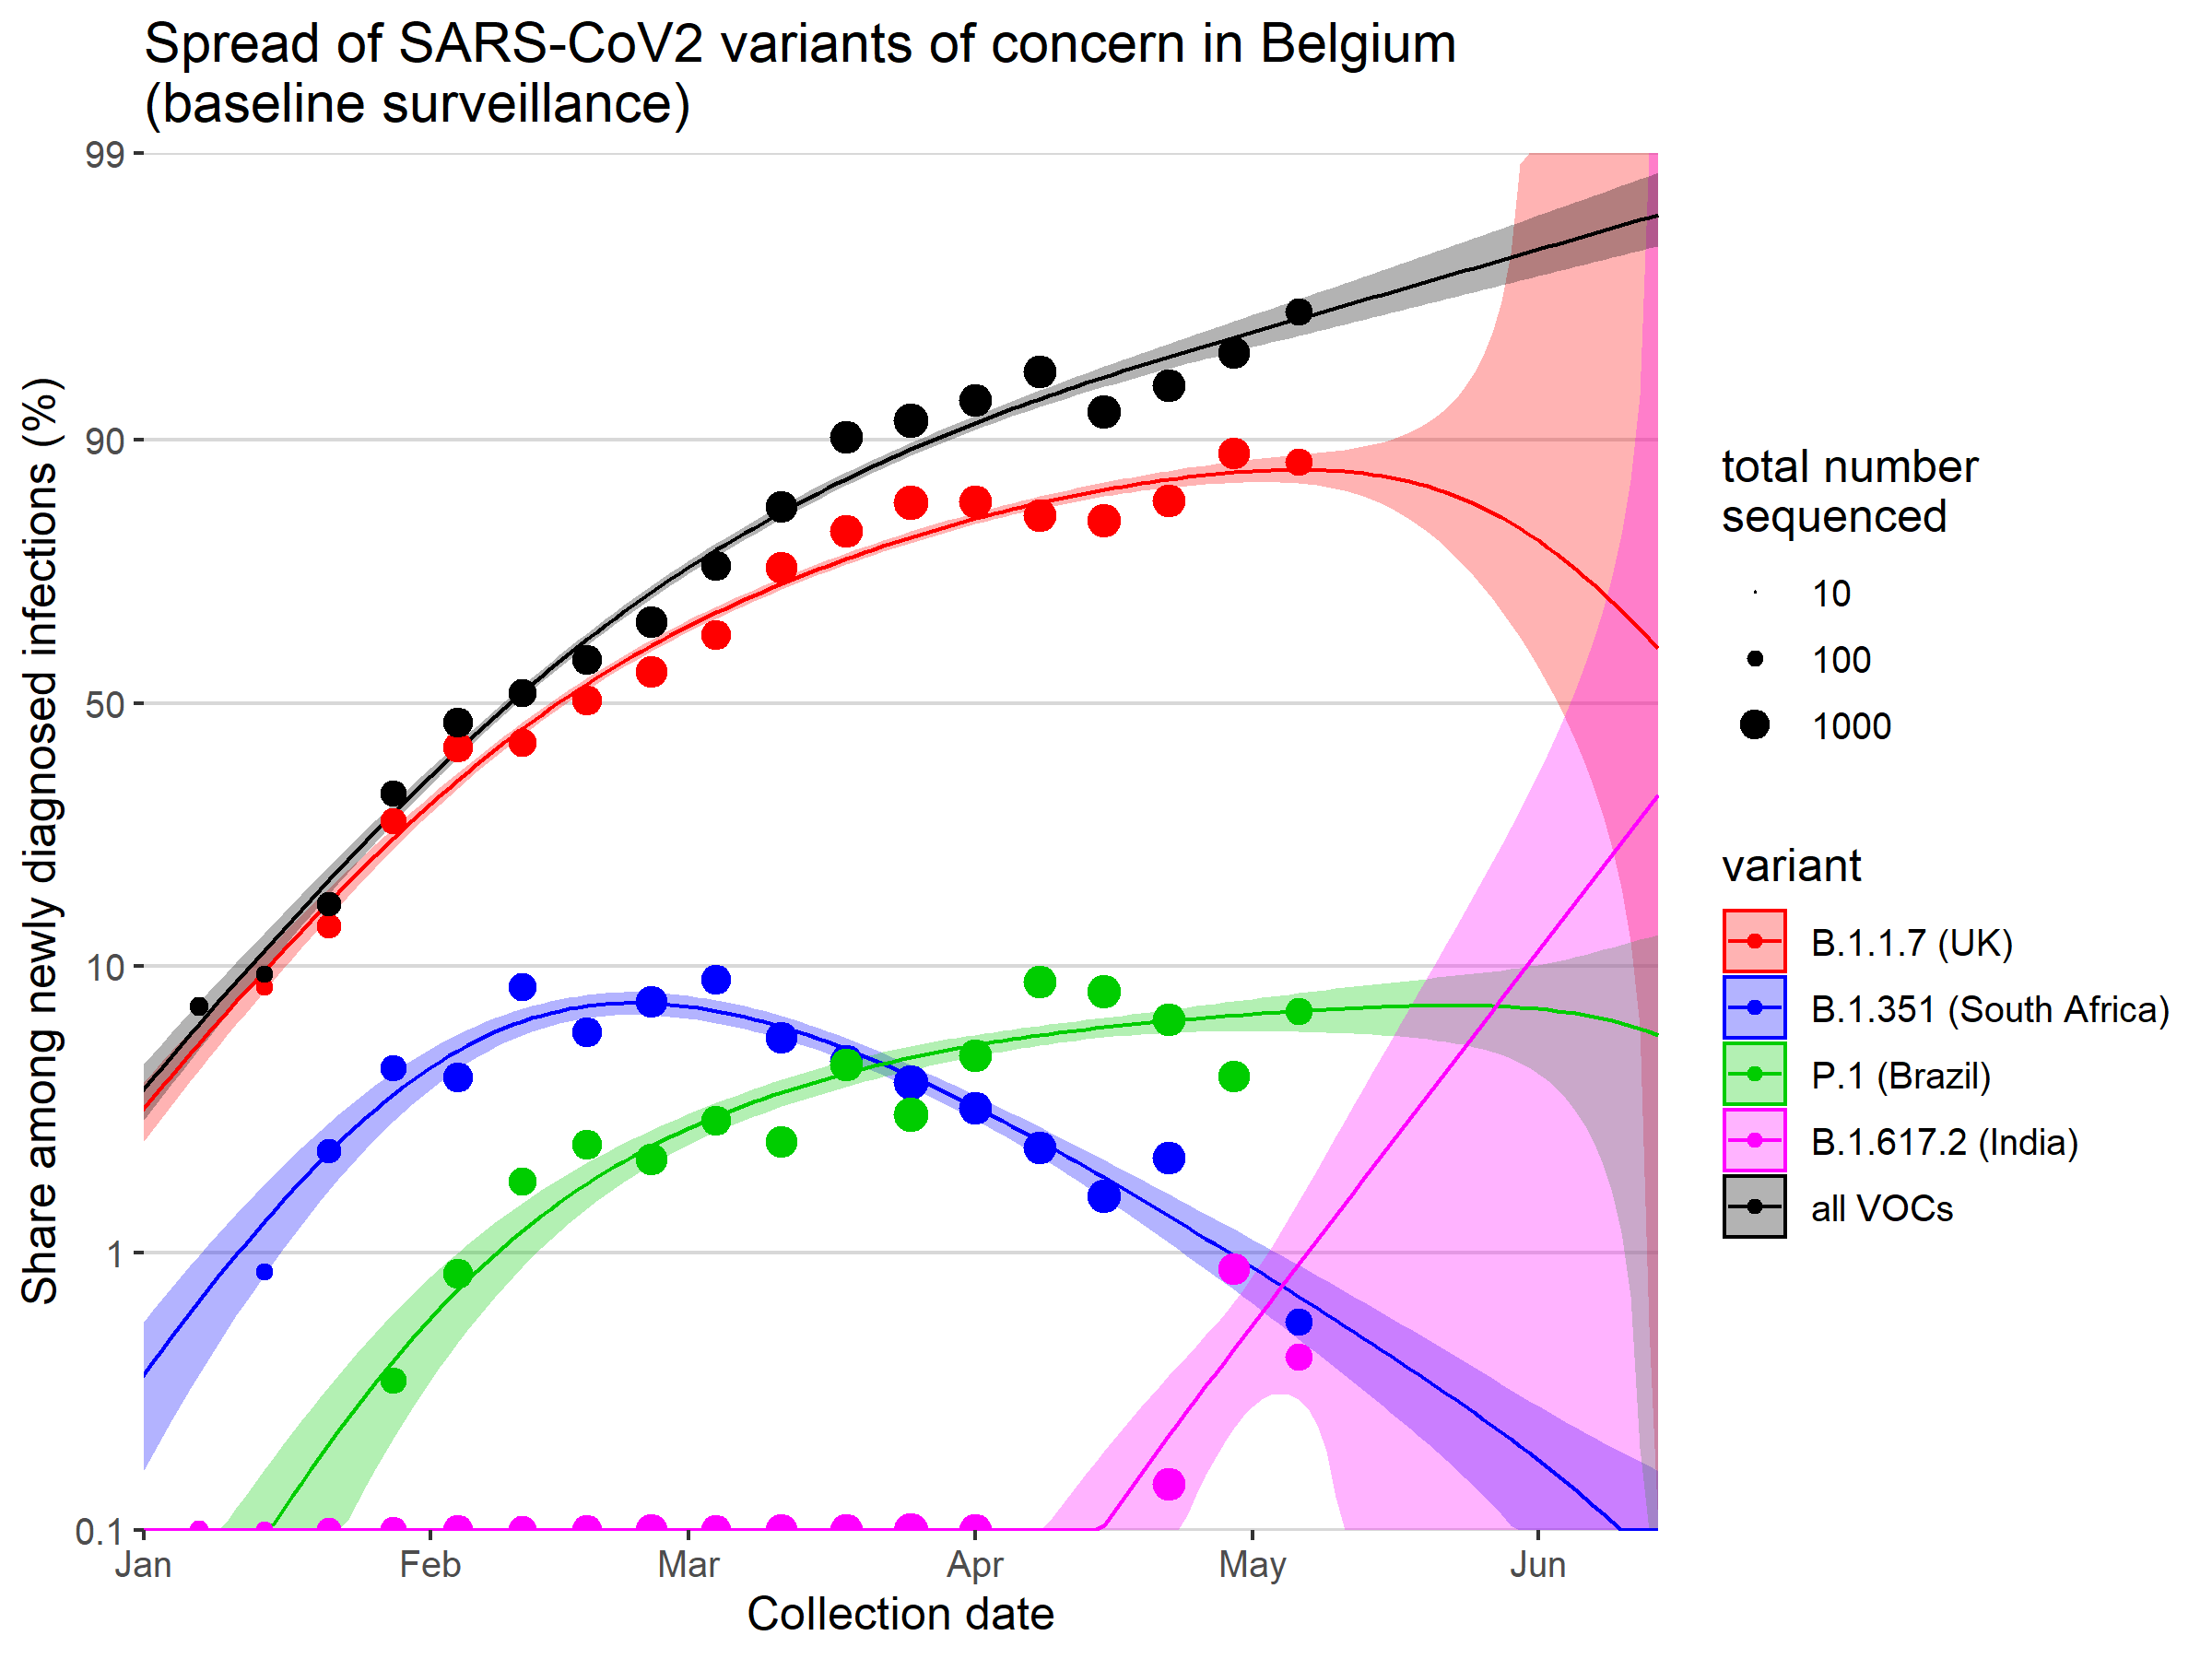 Spread of SARS-CoV2 variants of concern in Belgium
(baseline surveillance)
Share among newly diagnosed infections (%)
99
90
50
10
1
0.1
Jan
Feb
Mar
Apr
May
Jun
Collection date
total number
sequenced
10
100
1000
variant
B.1.1.7 (UK)
B.1.351 (South Africa)
P.1 (Brazil)
B.1.617.2 (India)
all VOCs